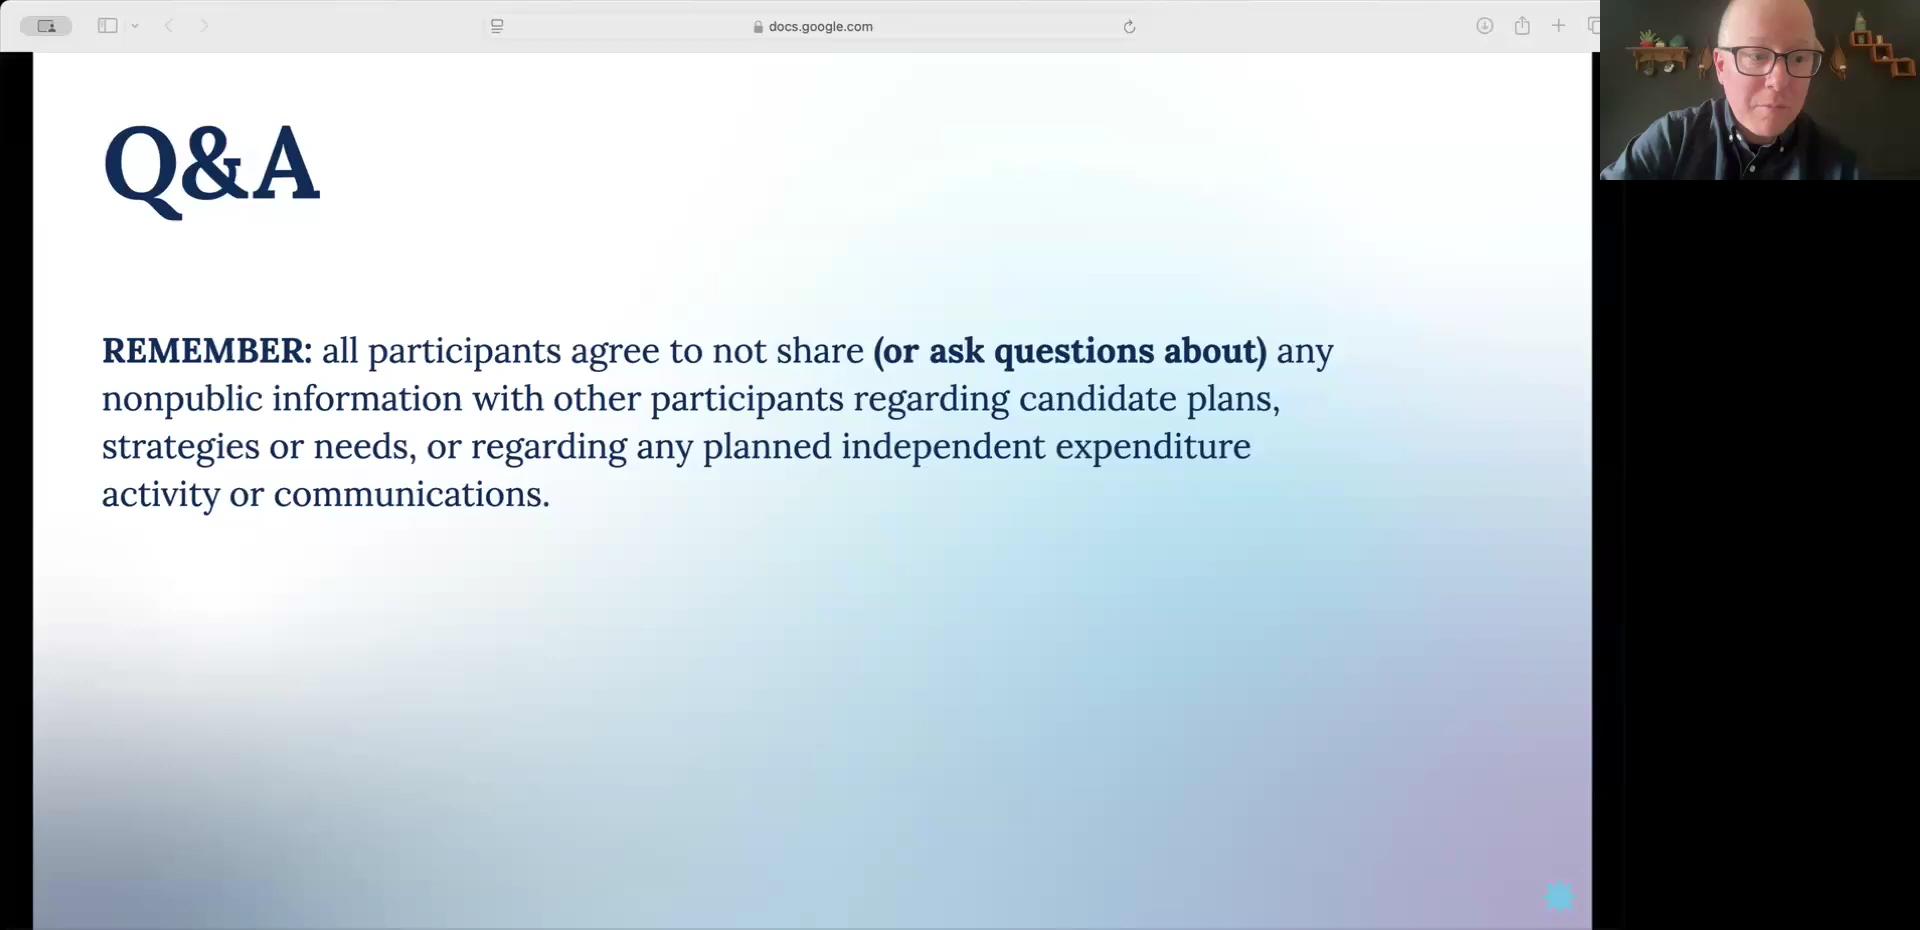 docs.google.com
Q&A
REMEMBER: all participants agree to not share (or ask questions about) any
nonpublic information with other participants regarding candidate plans,
strategies or needs, or regarding any planned independent expenditure
activity or communications.